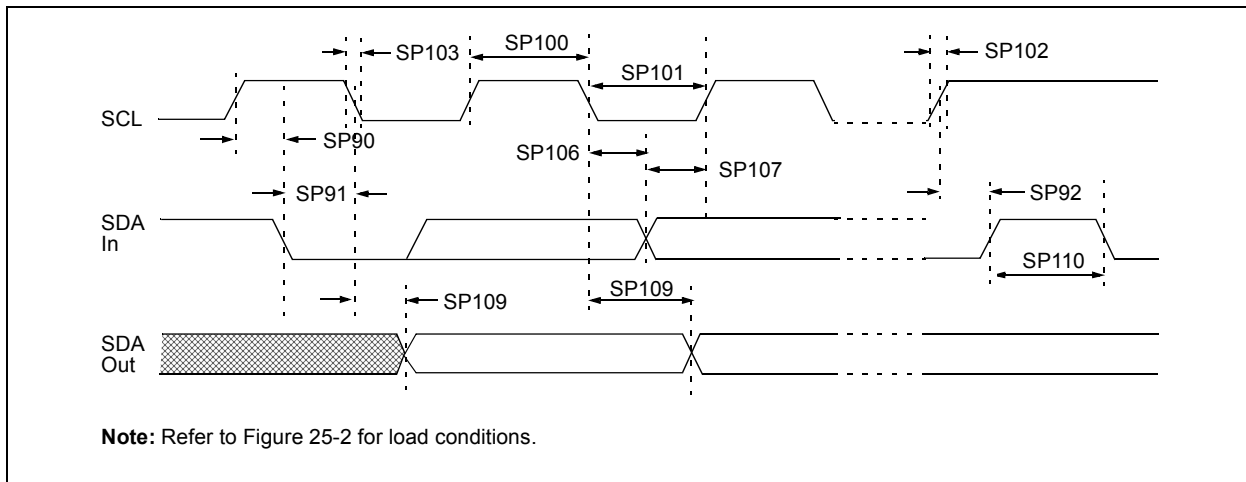 SP103
SP100
SP101
SP102
SCL
SP90
SP106
SP107
SP91
SP92
SDA
In
SP110
SP109
SP109
SDA
Out
Note: Refer to Figure 25-2 for load conditions.